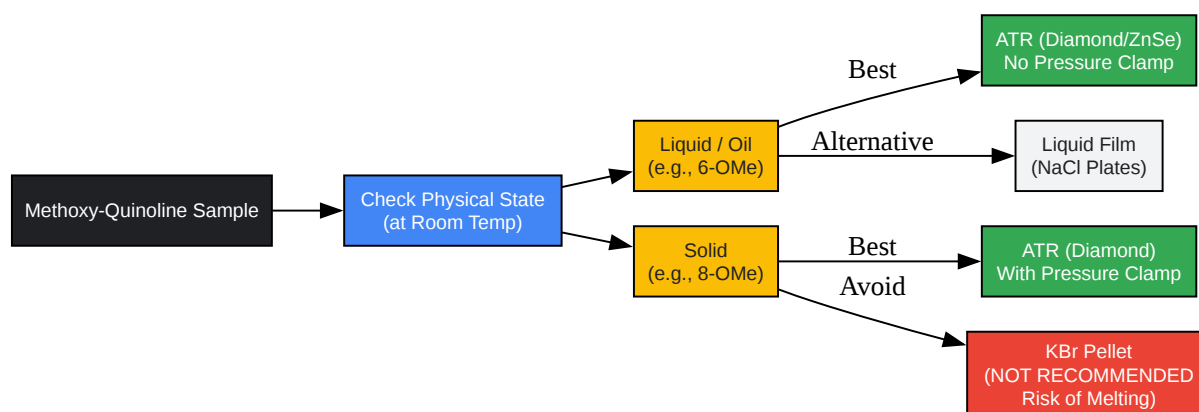 Methoxy-Quinoline Sample
Check Physical State
(at Room Temp)
Liquid / Oil
(e.g., 6-OMe)
Solid
(e.g., 8-OMe)
Best
Alternative
Best
Avoid
ATR (Diamond/ZnSe)
No Pressure Clamp
Liquid Film
(NaCl Plates)
ATR (Diamond)
With Pressure Clamp
KBr Pellet
(NOT RECOMMENDED
Risk of Melting)